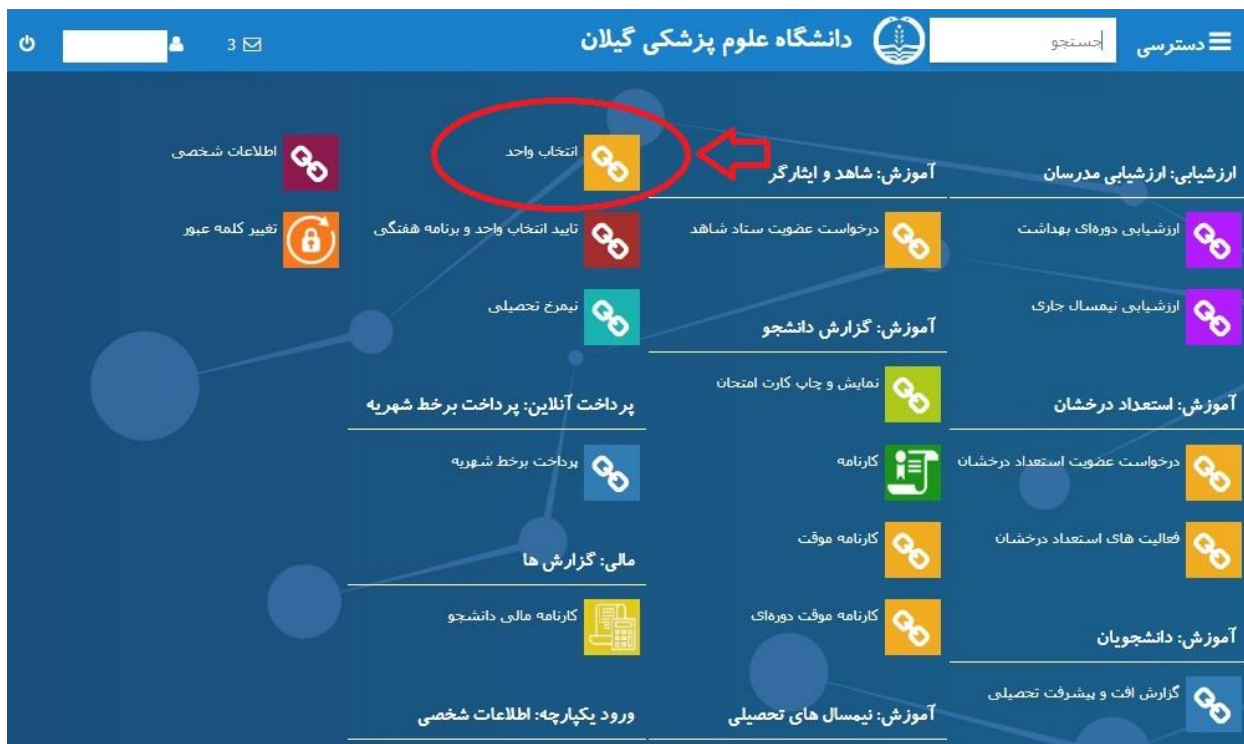 دسترسی
جستجو
دانشگاه علوم پزشکی گیلان
3
ارزشیابی: ارزشیابی مدرسان
ارزشیابی دوره‌ای بهداشت
ارزشیابی نیمسال جاری
آموزش: استعداد درخشان
درخواست عضویت استعداد درخشان
فعالیت های استعداد درخشان
آموزش: دانشجویان
گزارش افت و پیشرفت تحصیلی
آموزش: شاهد و ایثارگر
درخواست عضویت ستاد شاهد
آموزش: گزارش دانشجو
نمایش و چاپ کارت امتحان
کارنامه
کارنامه موقت
کارنامه موقت دوره‌ای
آموزش: نیمسال های تحصیلی
انتخاب واحد
تایید انتخاب واحد و برنامه هفتگی
نیمرخ تحصیلی
پرداخت آنلاین: پرداخت برخط شهریه
پرداخت برخط شهریه
مالی: گزارش ها
کارنامه مالی دانشجو
ورود یکپارچه: اطلاعات شخصی
اطلاعات شخصی
تغییر کلمه عبور